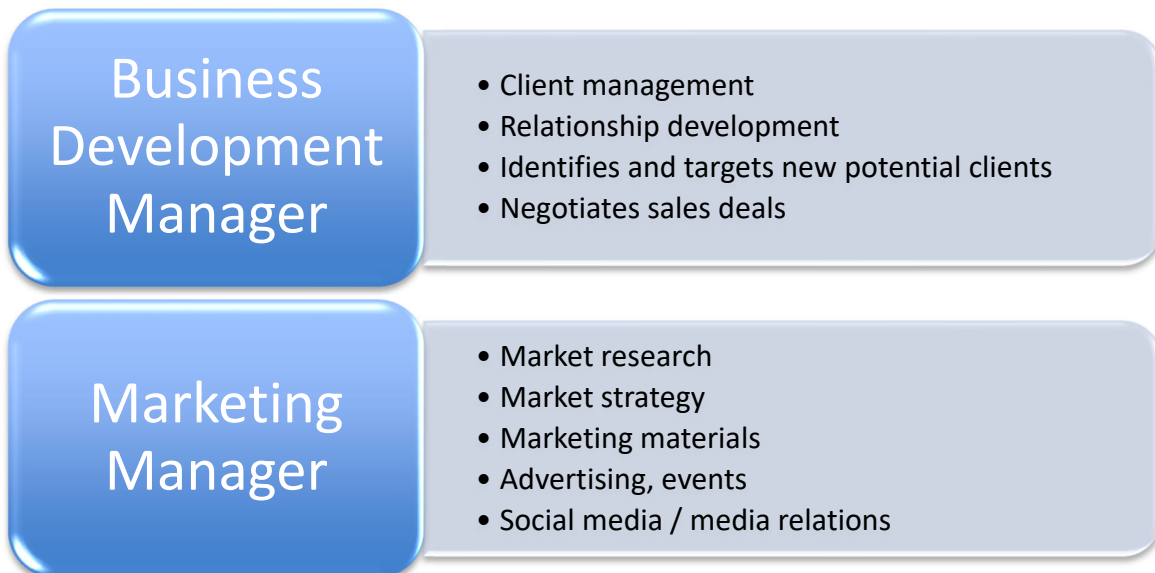 Business
Development
Manager
• Client management
• Relationship development
• Identifies and targets new potential clients
• Negotiates sales deals
Marketing
Manager
• Market research
• Market strategy
• Marketing materials
• Advertising, events
• Social media / media relations